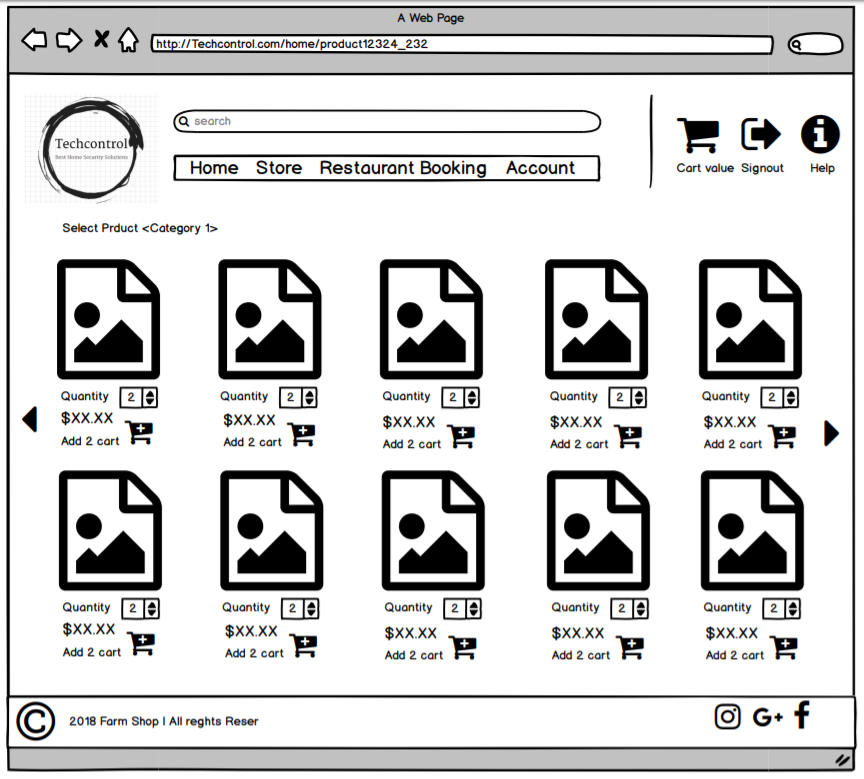 A Web Page
http://Techcontrol.com/home/product12324_232
Techcontrol
Best Home Security Solutions
search
Home Store Restaurant Booking Account
Cart value Signout Help
Select Prduct <Category 1>
Quantity 2 Quantity 2 Quantity 2 Quantity 2 Quantity 2
$XX.XX $XX.XX $XX.XX $XX.XX $XX.XX
Add 2 cart Add 2 cart Add 2 cart Add 2 cart Add 2 cart
Quantity 2 Quantity 2 Quantity 2 Quantity 2 Quantity 2
$XX.XX $XX.XX $XX.XX $XX.XX $XX.XX
Add 2 cart Add 2 cart Add 2 cart Add 2 cart Add 2 cart
© 2018 Farm Shop | All reghts Reser G+ f